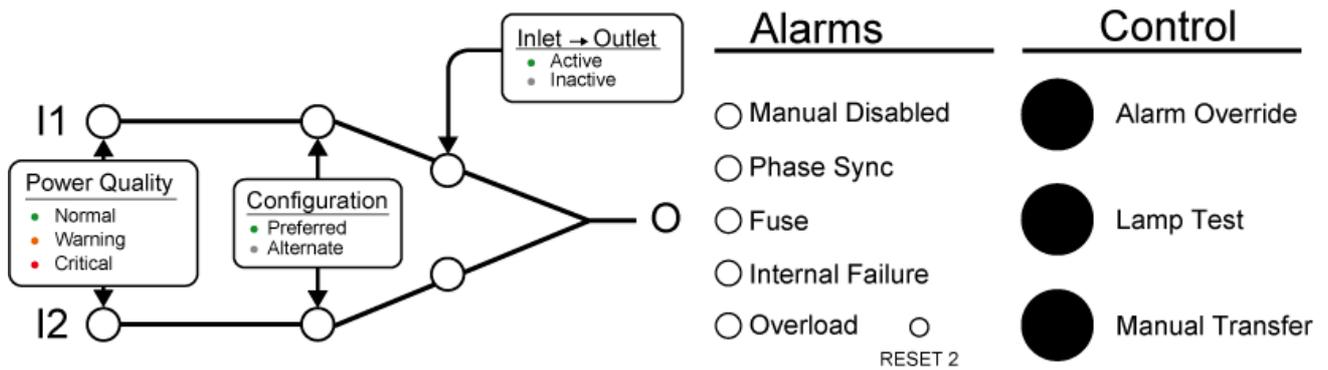 Inlet → Outlet
Active
Inactive
I1
Power Quality
Normal
Warning
Critical
Configuration
Preferred
Alternate
O
I2
Alarms
Manual Disabled
Phase Sync
Fuse
Internal Failure
Overload
RESET 2
Control
Alarm Override
Lamp Test
Manual Transfer